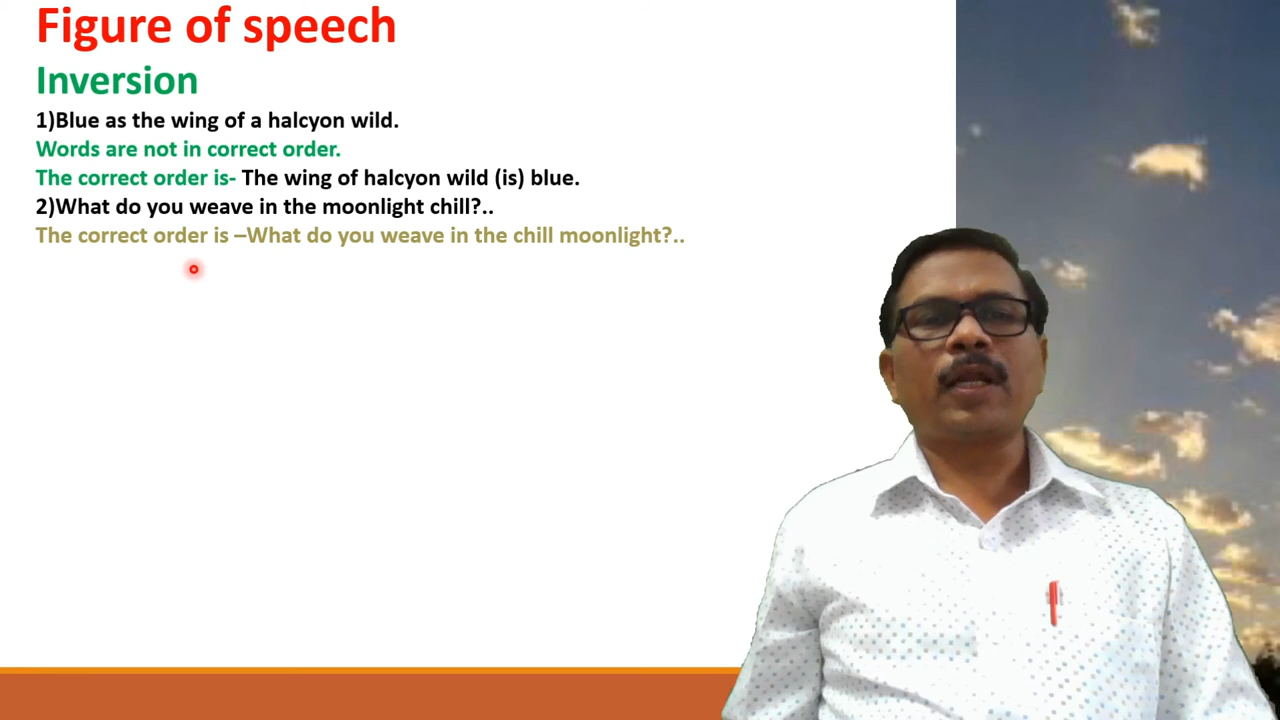 Figure of speech
Inversion
1)Blue as the wing of a halcyon wild.
Words are not in correct order.
The correct order is- The wing of halcyon wild (is) blue.
2)What do you weave in the moonlight chill?..
The correct order is –What do you weave in the chill moonlight?..